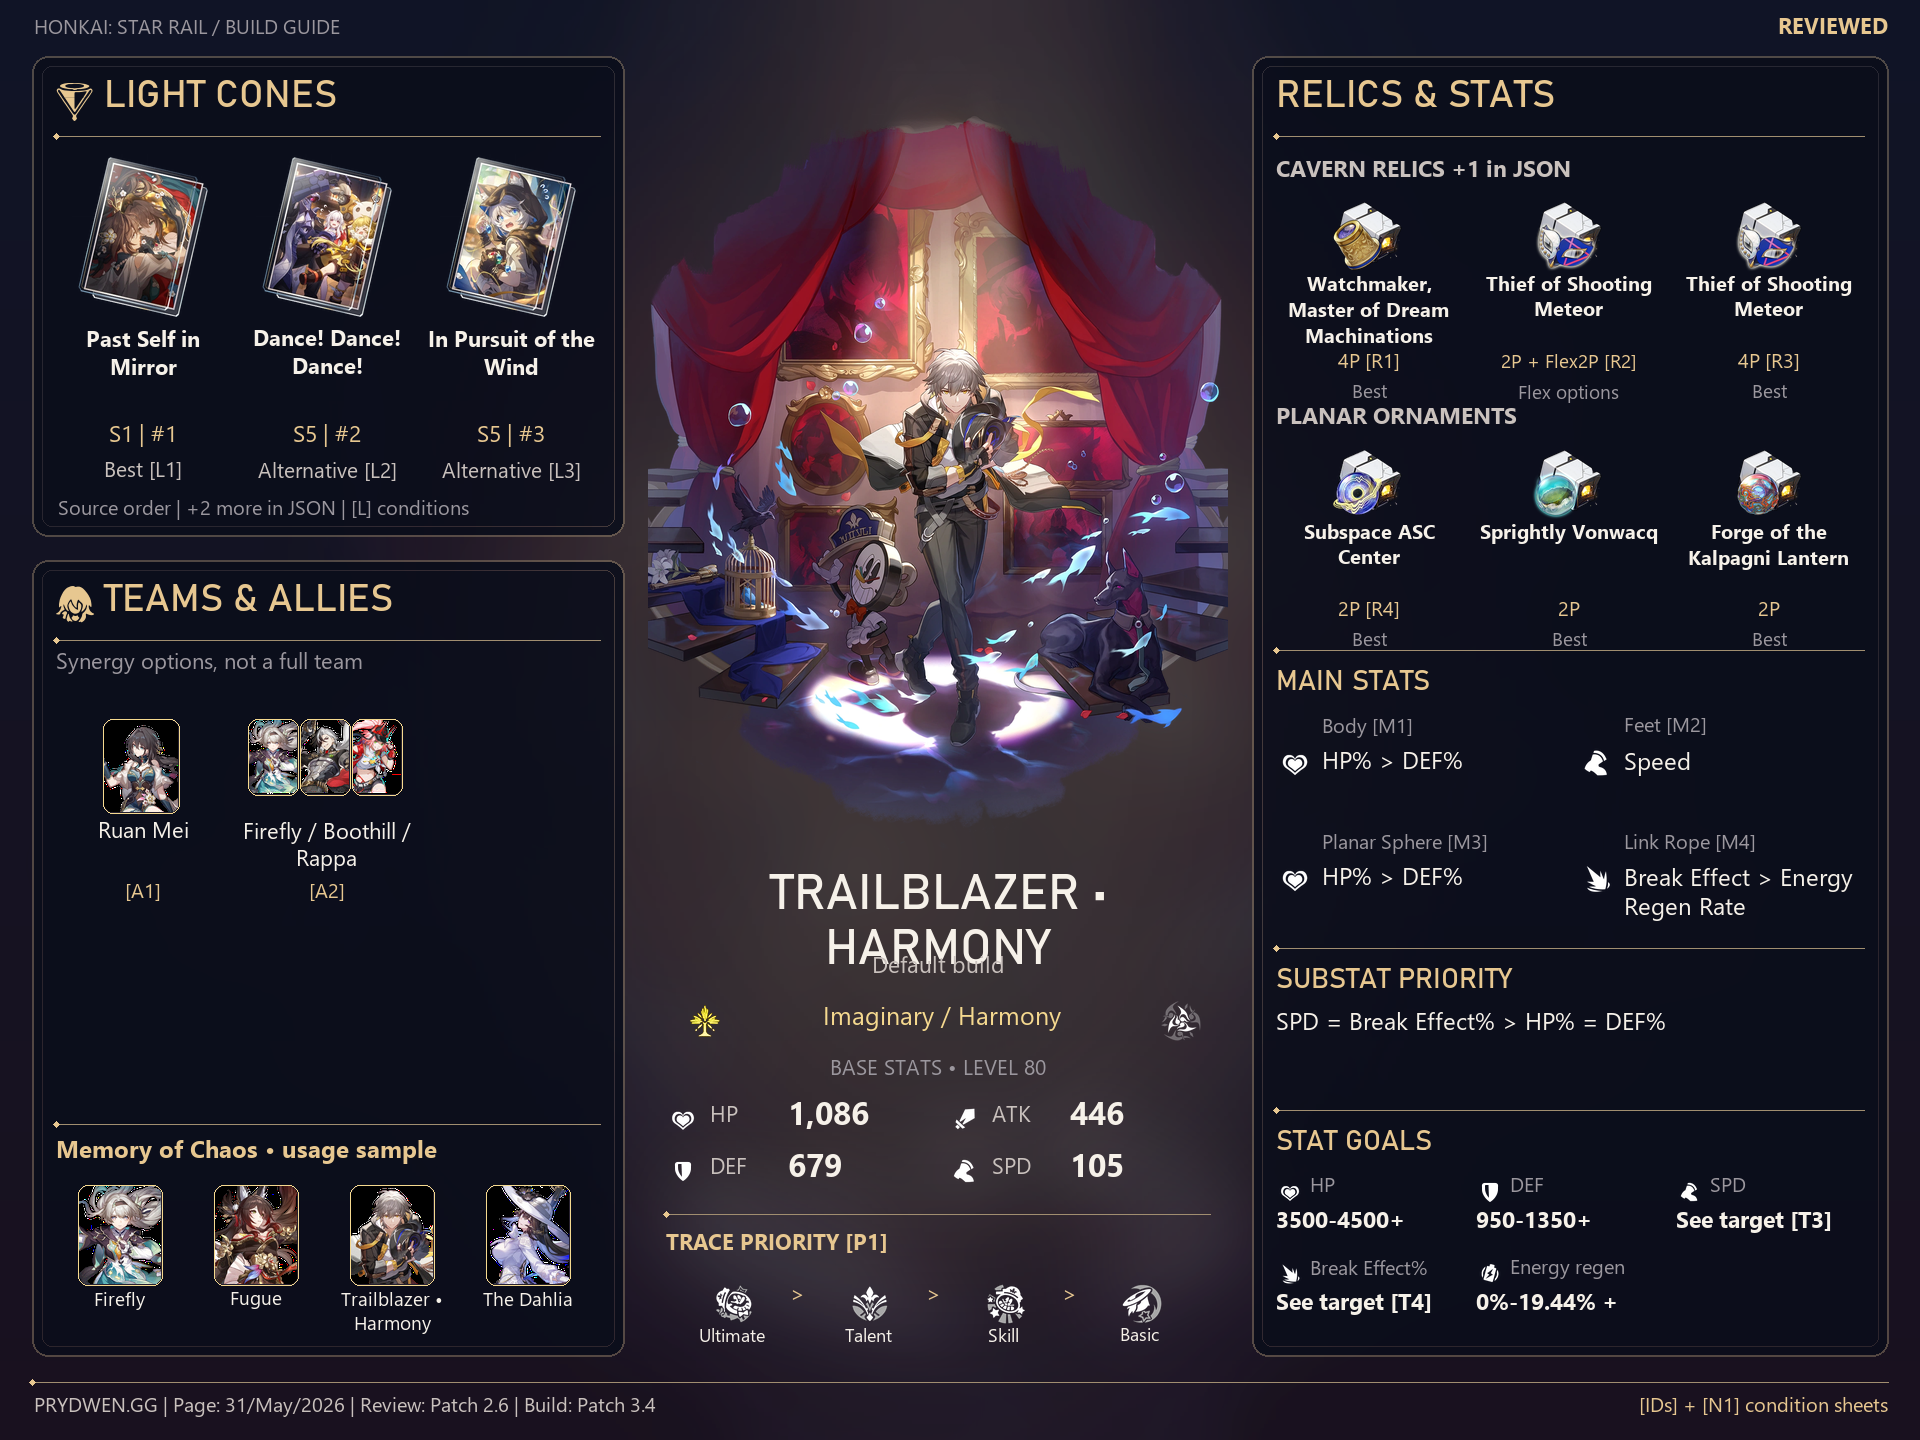 HONKAI: STAR RAIL / BUILD GUIDE
REVIEWED
LIGHT CONES
Past Self in
Mirror
S1 | #1
Best [L1]
Dance! Dance!
Dance!
S5 | #2
Alternative [L2]
In Pursuit of the
Wind
S5 | #3
Alternative [L3]
Source order | +2 more in JSON | [L] conditions
TEAMS & ALLIES
Synergy options, not a full team
Ruan Mei
[A1]
Firefly / Boothill /
Rappa
[A2]
Memory of Chaos • usage sample
Firefly
Fugue
Trailblazer •
Harmony
The Dahlia
TRAILBLAZER •
HARMONY
Default build
Imaginary / Harmony
BASE STATS • LEVEL 80
HP 1,086
ATK 446
DEF 679
SPD 105
TRACE PRIORITY [P1]
Ultimate > Talent > Skill > Basic
RELICS & STATS
CAVERN RELICS +1 in JSON
Watchmaker,
Master of Dream
Machinations
4P [R1]
Best
Thief of Shooting
Meteor
2P + Flex2P [R2]
Flex options
Thief of Shooting
Meteor
4P [R3]
Best
PLANAR ORNAMENTS
Subspace ASC
Center
2P [R4]
Best
Sprightly Vonwacq
2P
Best
Forge of the
Kalpagni Lantern
2P
Best
MAIN STATS
Body [M1]
HP% > DEF%
Feet [M2]
Speed
Planar Sphere [M3]
HP% > DEF%
Link Rope [M4]
Break Effect > Energy
Regen Rate
SUBSTAT PRIORITY
SPD = Break Effect% > HP% = DEF%
STAT GOALS
HP
3500-4500+
DEF
950-1350+
SPD
See target [T3]
Break Effect%
See target [T4]
Energy regen
0%-19.44% +
PRYDWEN.GG | Page: 31/May/2026 | Review: Patch 2.6 | Build: Patch 3.4
[IDs] + [N1] condition sheets